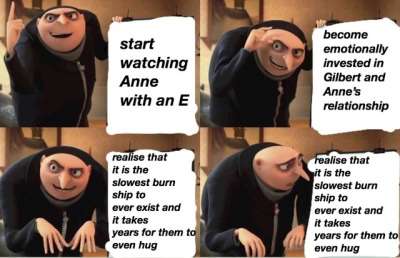 start
watching
Anne
with an E
become
emotionally
invested in
Gilbert and
Anne's
relationship
realise that
it is the
slowest burn
ship to
ever exist and
it takes
years for them to
even hug
realise that
it is the
slowest burn
ship to
ever exist and
it takes
years for them to
even hug